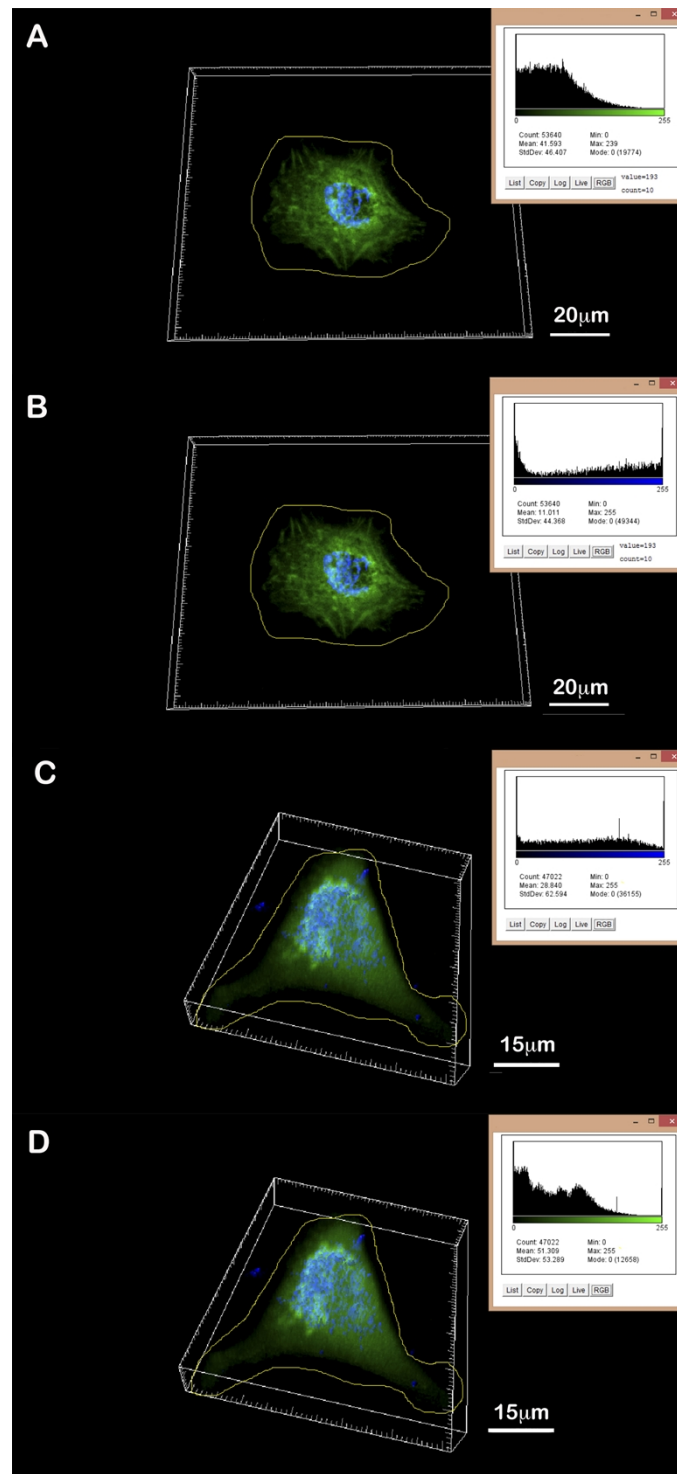 A
0
255
Count: 53640 Min: 0
Mean: 41.593 Max: 239
StdDev: 46.407 Mode: 0 (19774)
List Copy Log Live RGB value=193
count=10
20μm
B
0
255
Count: 53640 Min: 0
Mean: 11.011 Max: 255
StdDev: 44.368 Mode: 0 (49344)
List Copy Log Live RGB value=193
count=10
20μm
C
0
255
Count: 47022 Min: 0
Mean: 28.840 Max: 255
StdDev: 62.594 Mode: 0 (36155)
List Copy Log Live RGB
15μm
D
0
255
Count: 47022 Min: 0
Mean: 51.309 Max: 255
StdDev: 53.289 Mode: 0 (12658)
List Copy Log Live RGB
15μm